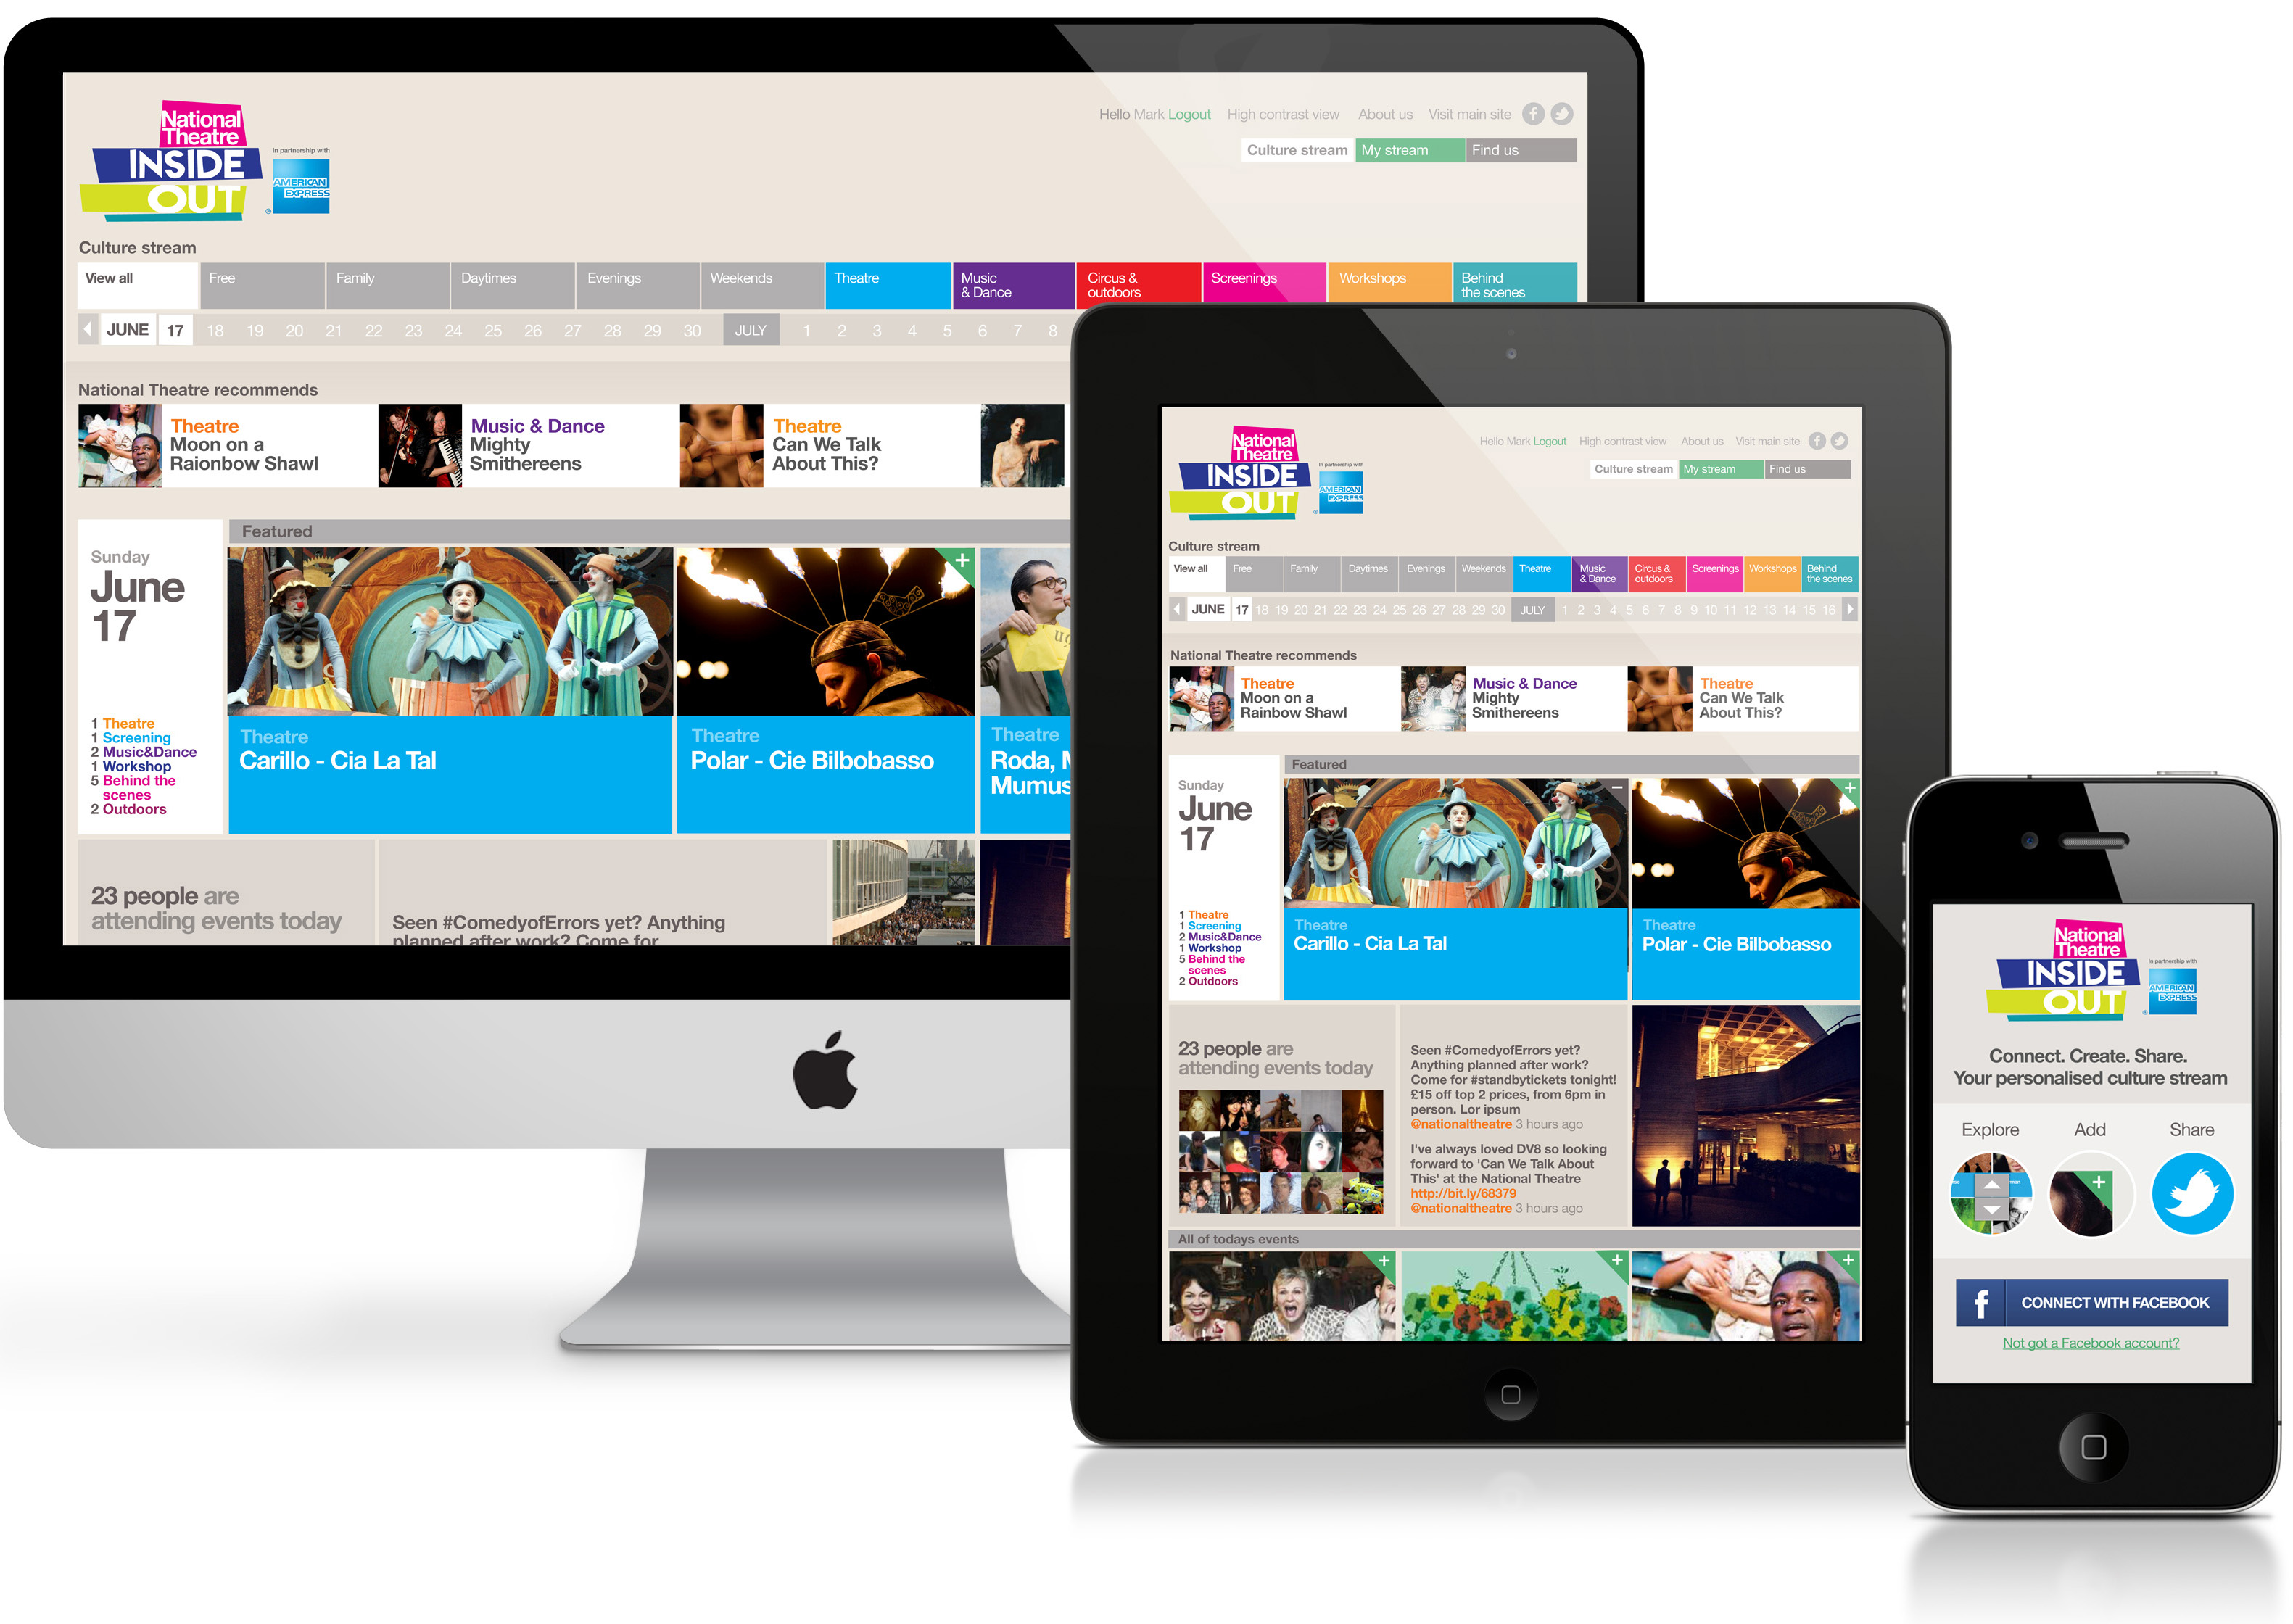 National
Theatre
INSIDE
OUT
In partnership with
AMERICAN
EXPRESS
Hello Mark Logout High contrast view About us Visit main site
Culture stream My stream Find us
Culture stream
View all Free Family Daytimes Evenings Weekends Theatre Music & Dance Circus & outdoors Screenings Workshops Behind the scenes
JUNE 17 18 19 20 21 22 23 24 25 26 27 28 29 30 JULY 1 2 3 4 5 6 7 8
National Theatre recommends
Theatre
Moon on a
Raionbow Shawl
Music & Dance
Mighty
Smithereens
Theatre
Can We Talk
About This?
Sunday
June
17
1 Theatre
1 Screening
2 Music&Dance
1 Workshop
5 Behind the
scenes
2 Outdoors
Featured
Theatre
Carillo - Cia La Tal
Theatre
Polar - Cie Bilbobasso
Theatre
Roda,
Mumus
23 people are
attending events today
Seen #ComedyofErrors yet? Anything
planned after work? Come for
National
Theatre
INSIDE
OUT
In partnership with
AMERICAN
EXPRESS
Hello Mark Logout High contrast view About us Visit main site
Culture stream My stream Find us
Culture stream
View all Free Family Daytimes Evenings Weekends Theatre Music & Dance Circus & outdoors Screenings Workshops Behind the scenes
JUNE 17 18 19 20 21 22 23 24 25 26 27 28 29 30 JULY 1 2 3 4 5 6 7 8 9 10 11 12 13 14 15 16
National Theatre recommends
Theatre
Moon on a
Rainbow Shawl
Music & Dance
Mighty
Smithereens
Theatre
Can We Talk
About This?
Sunday
June
17
1 Theatre
1 Screening
2 Music&Dance
1 Workshop
5 Behind the
scenes
2 Outdoors
Featured
Theatre
Carillo - Cia La Tal
Theatre
Polar - Cie Bilbobasso
23 people are
attending events today
Seen #ComedyofErrors yet?
Anything planned after work?
Come for #standbytickets tonight!
£15 off top 2 prices, from 6pm in
person. Lor ipsum
@nationaltheatre 3 hours ago
I've always loved DV8 so looking
forward to 'Can We Talk About
This' at the National Theatre
http://bit.ly/68379
@nationaltheatre 3 hours ago
All of todays events
National
Theatre
INSIDE
OUT
In partnership with
AMERICAN
EXPRESS
Connect. Create. Share.
Your personalised culture stream
Explore Add Share
f CONNECT WITH FACEBOOK
Not got a Facebook account?